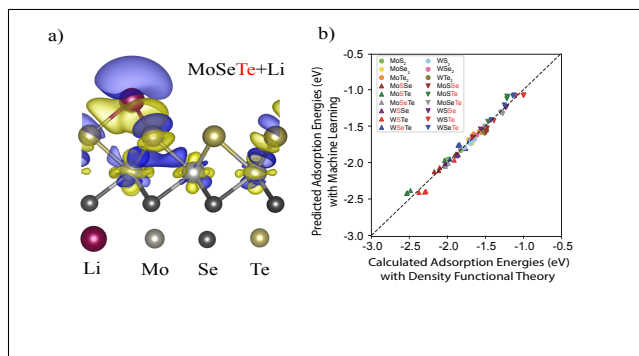 a)
MoSeTe+Li
Li
Mo
Se
Te
b)
Predicted Adsorption Energies (eV)
with Machine Learning
-0.5
-1.0
-1.5
-2.0
-2.5
-3.0
MoS₂ WS₂
MoSe₂ WSe₂
MoTe₂ WTe₂
MoSSe MoSSe
MoSTe MoSTe
MoSeTe MoSeTe
WSSe WSSe
WSTe WSTe
WSeTe WSeTe
-3.0 -2.5 -2.0 -1.5 -1.0 -0.5
Calculated Adsorption Energies (eV)
with Density Functional Theory